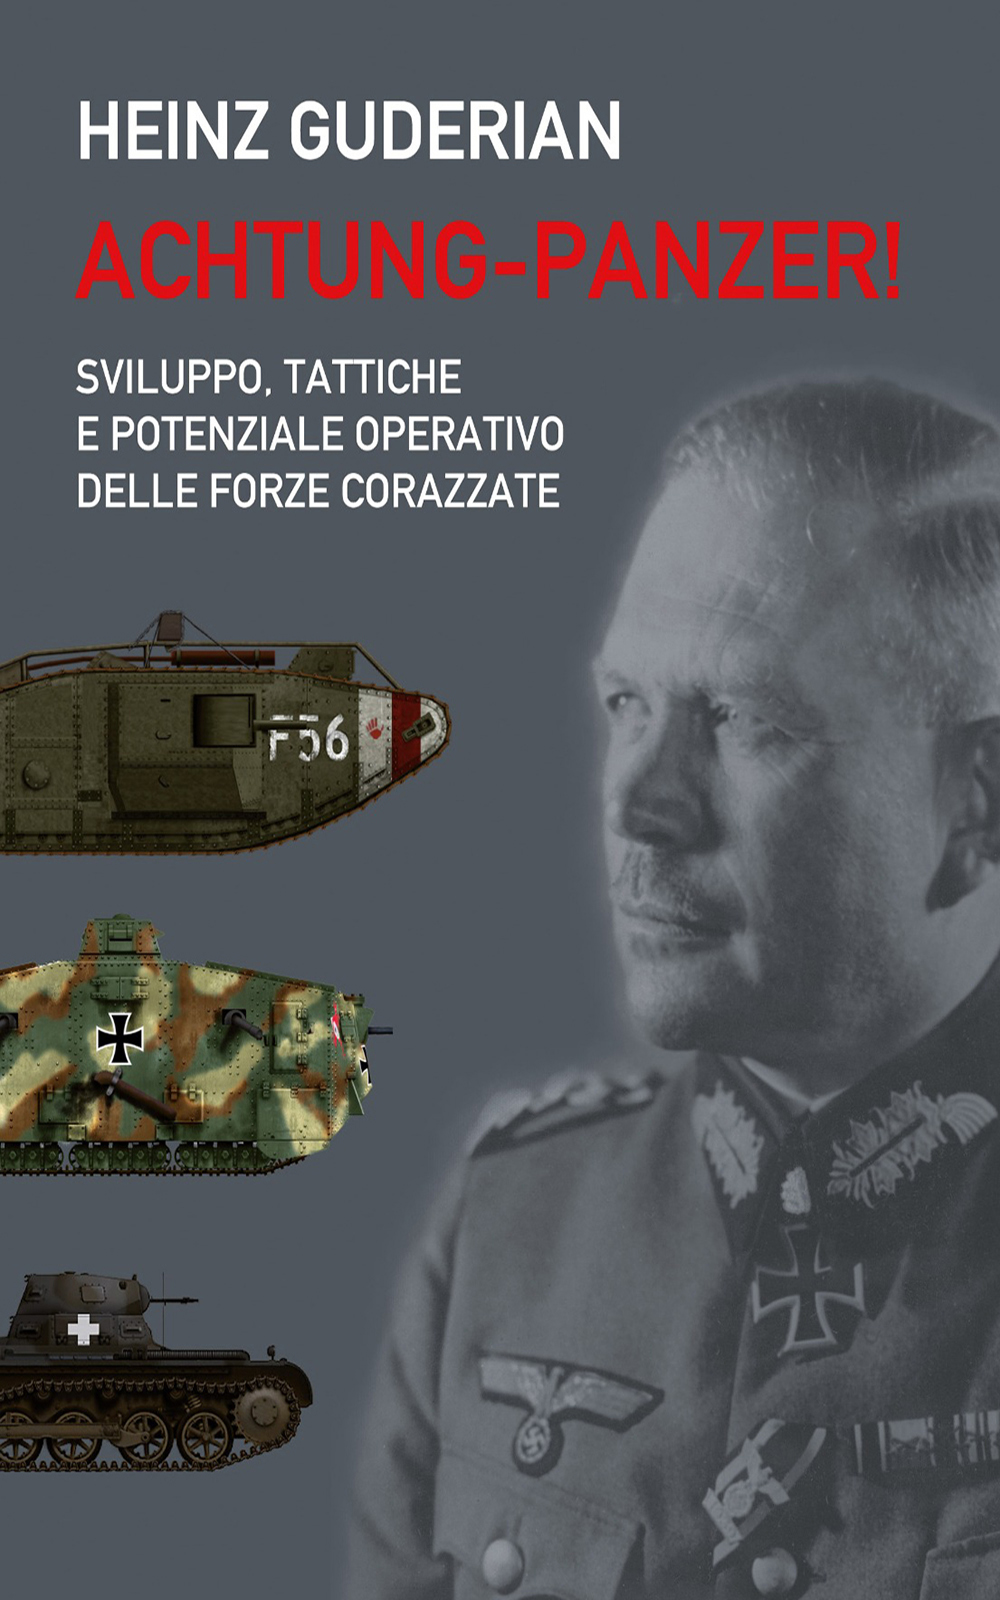 HEINZ GUDERIAN
ACHTUNG-PANZER!
SVILUPPO, TATTICHE
E POTENZIALE OPERATIVO
DELLE FORZE CORAZZATE
F56